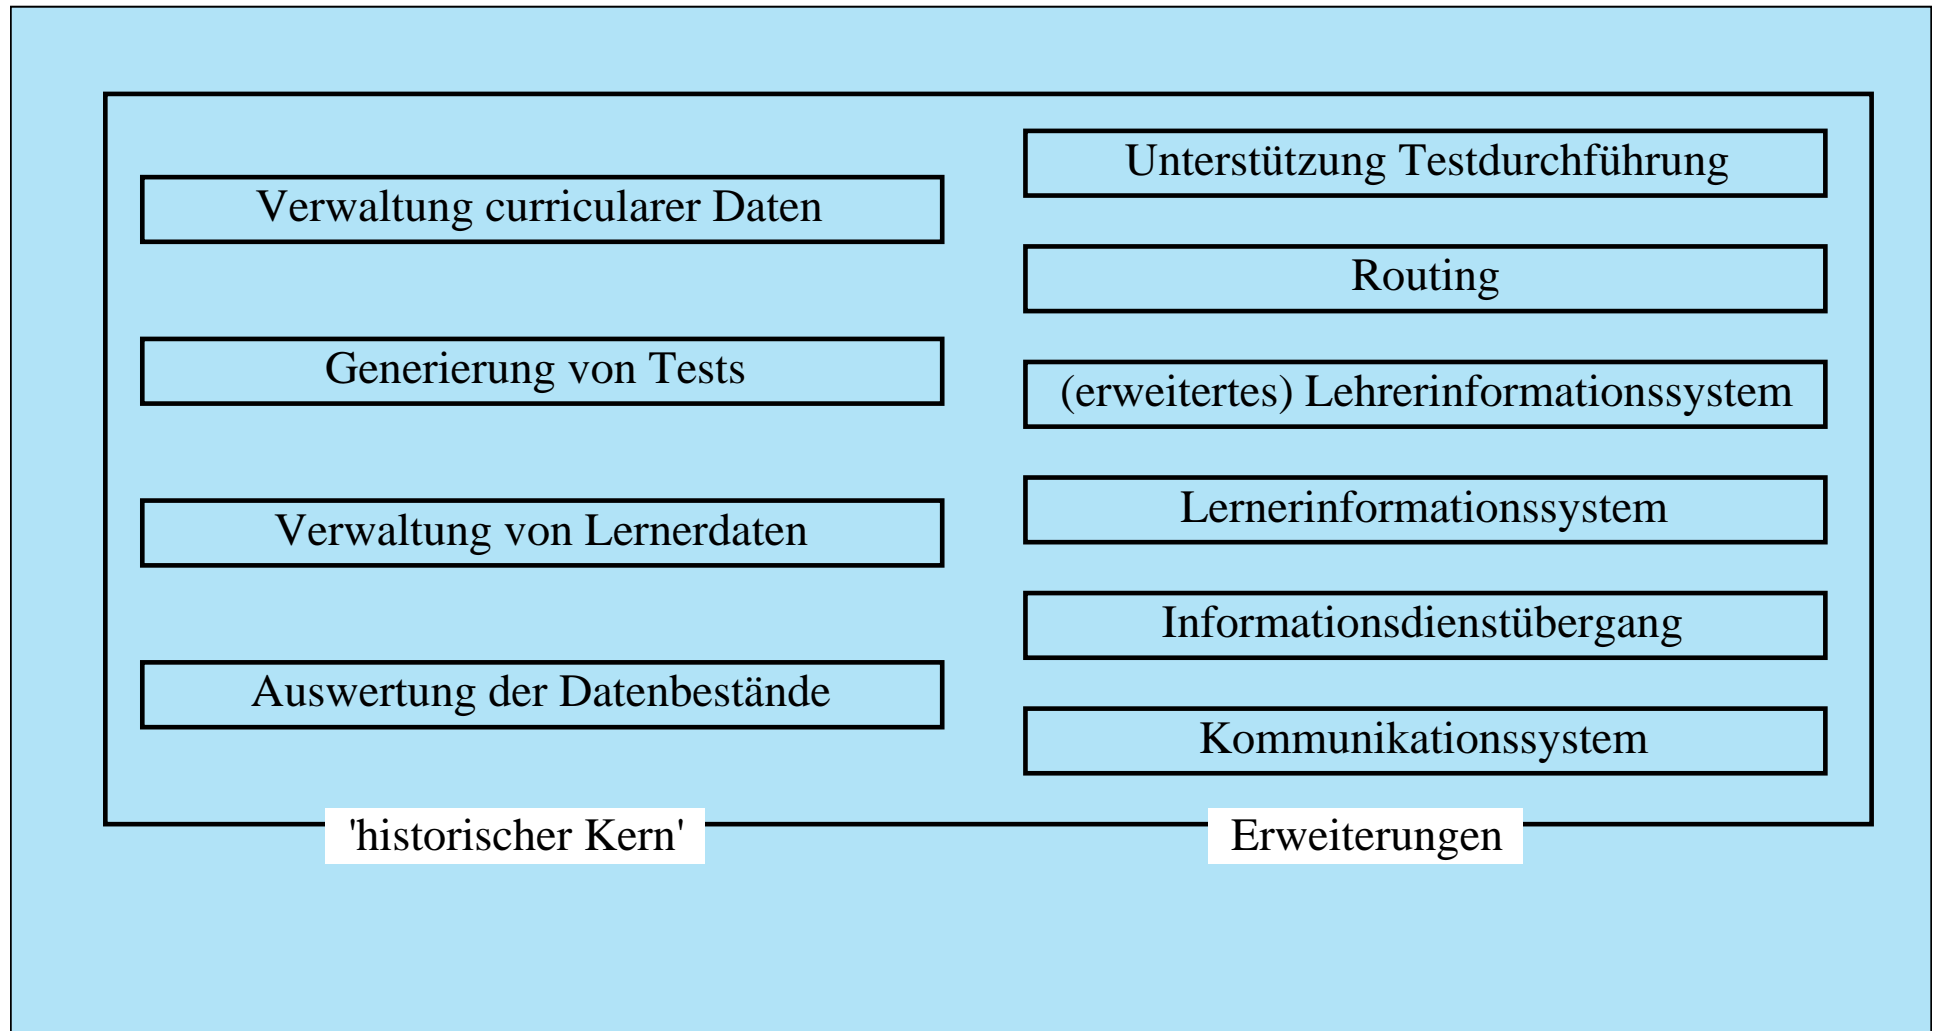 Verwaltung curricularer Daten
Generierung von Tests
Verwaltung von Lernerdaten
Auswertung der Datenbestände
'historischer Kern'
Unterstützung Testdurchführung
Routing
(erweitertes) Lehrerinformationssystem
Lernerinformationssystem
Informationsdienstübergang
Kommunikationssystem
Erweiterungen